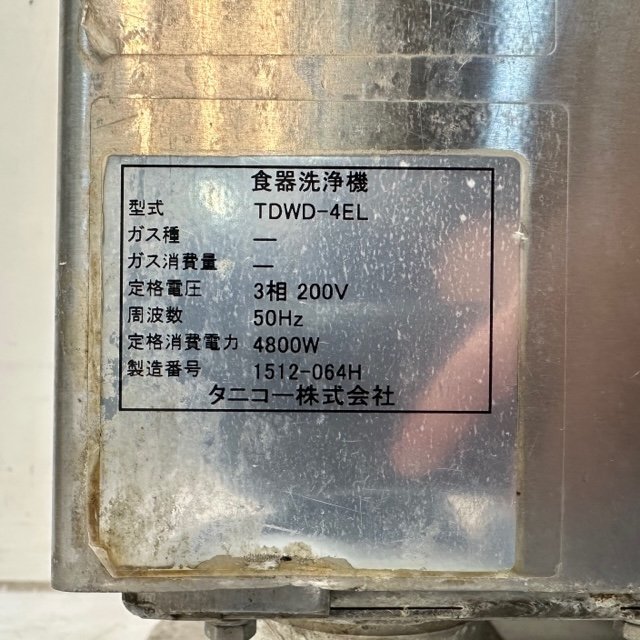 食器洗浄機
型式 TDWD-4EL
ガス種 —
ガス消費量 —
定格電圧 3相 200V
周波数 50Hz
定格消費電力 4800W
製造番号 1512-064H
タニコー株式会社